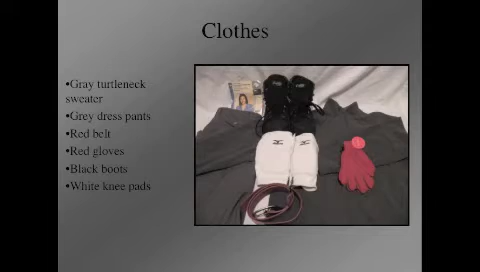 Clothes
•Gray turtleneck
sweater
•Grey dress pants
•Red belt
•Red gloves
•Black boots
•White knee pads